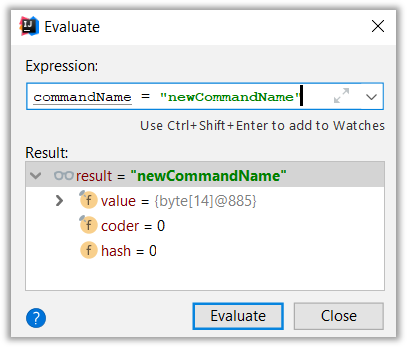 Evaluate
Expression:
commandName = "newCommandName"
Use Ctrl+Shift+Enter to add to Watches
Result:
result = "newCommandName"
f value = {byte[14]@885}
f coder = 0
f hash = 0
? Evaluate Close